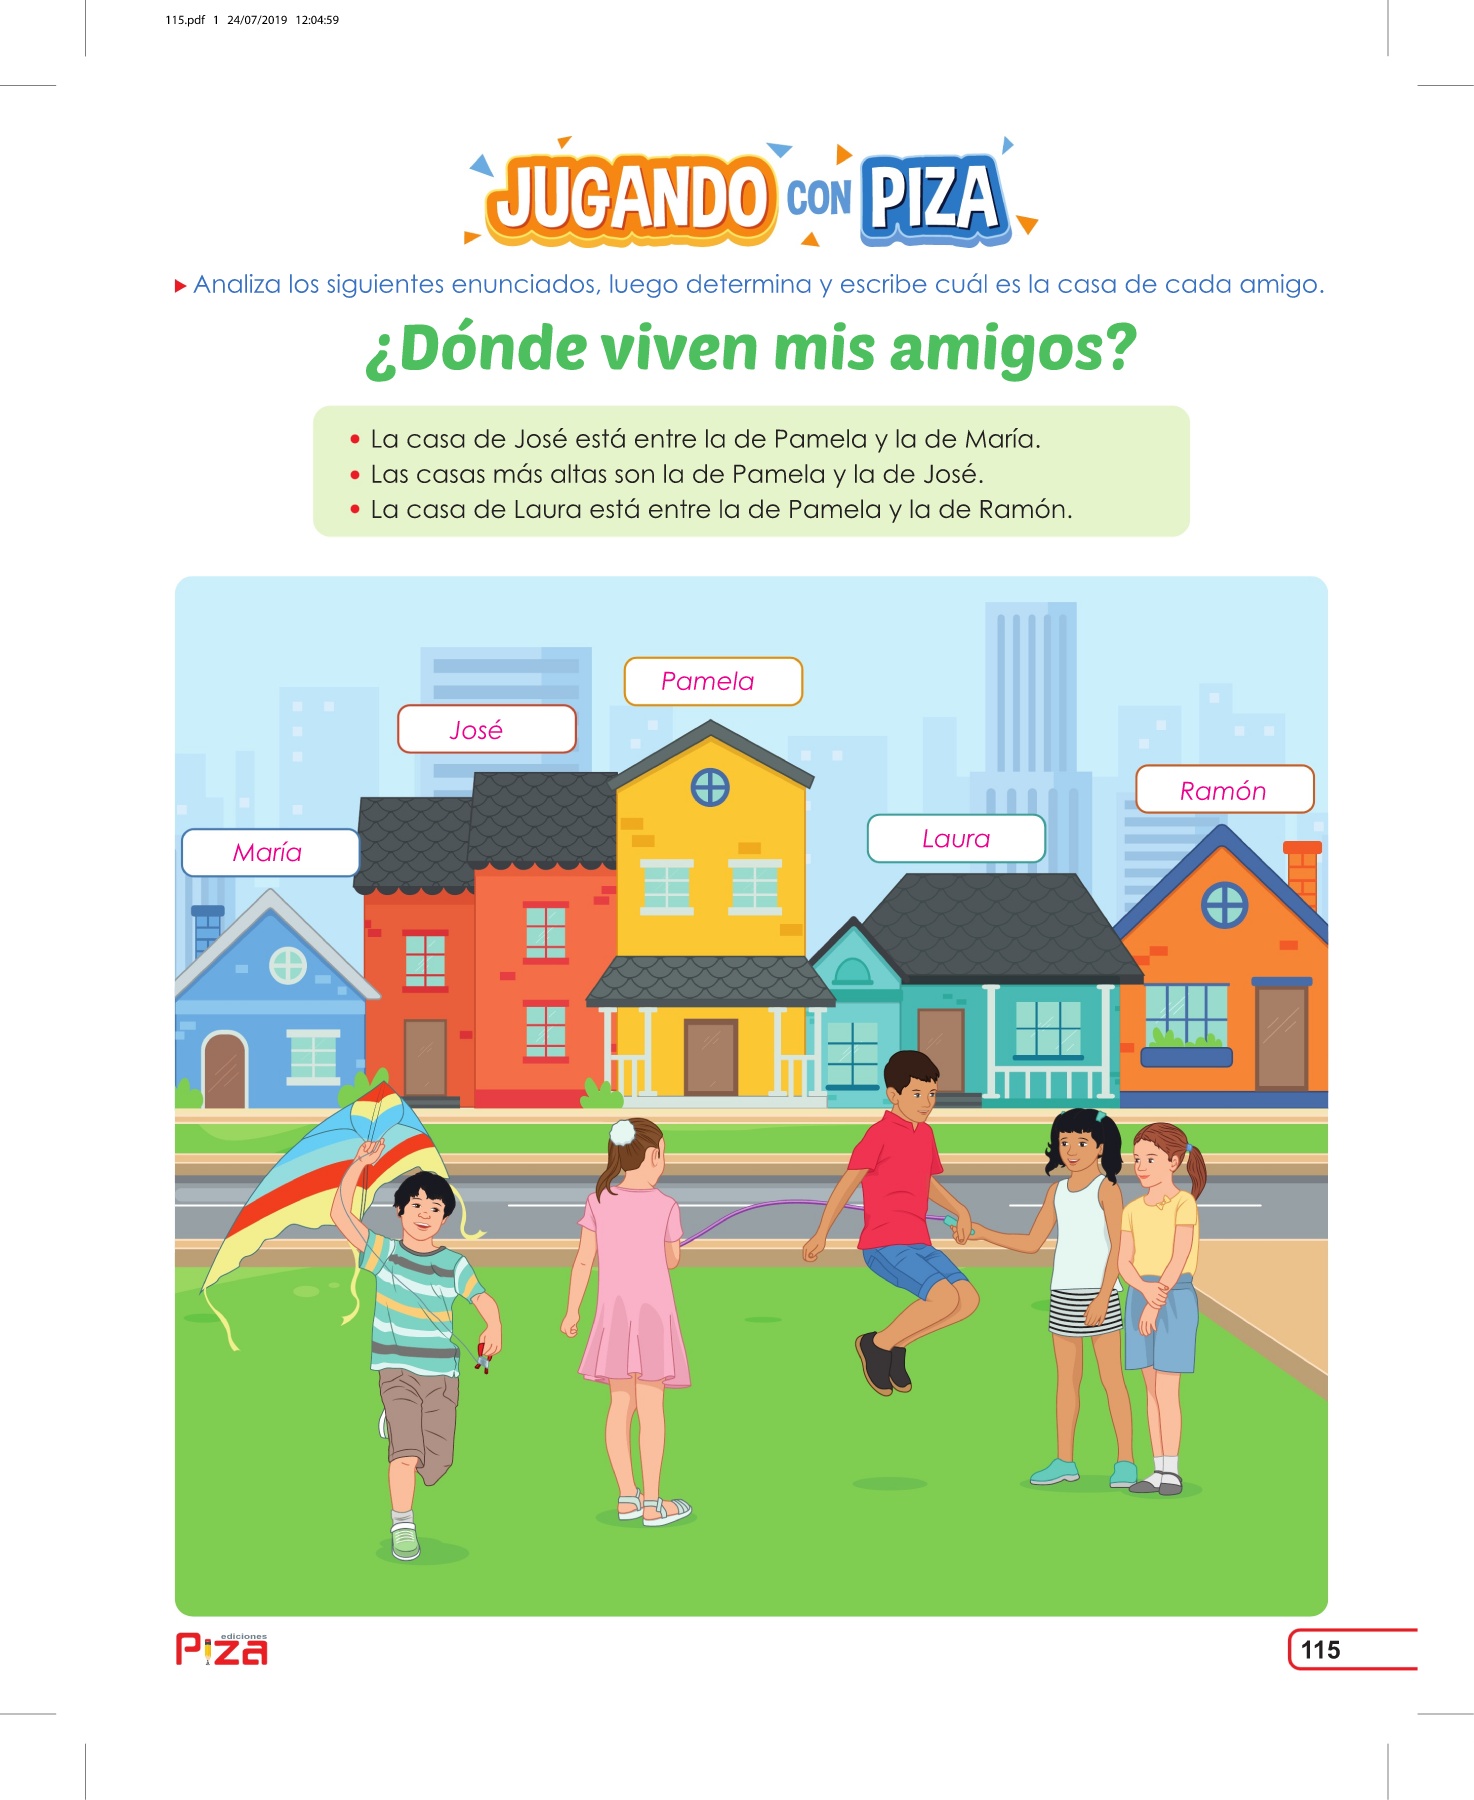 115.pdf 1 24/07/2019 12:04:59
JUGANDO CON PIZA
Analiza los siguientes enunciados, luego determina y escribe cuál es la casa de cada amigo.
¿Dónde viven mis amigos?
• La casa de José está entre la de Pamela y la de María.
• Las casas más altas son la de Pamela y la de José.
• La casa de Laura está entre la de Pamela y la de Ramón.
Pamela
José
Ramón
Laura
María
ediciones
Piza
115